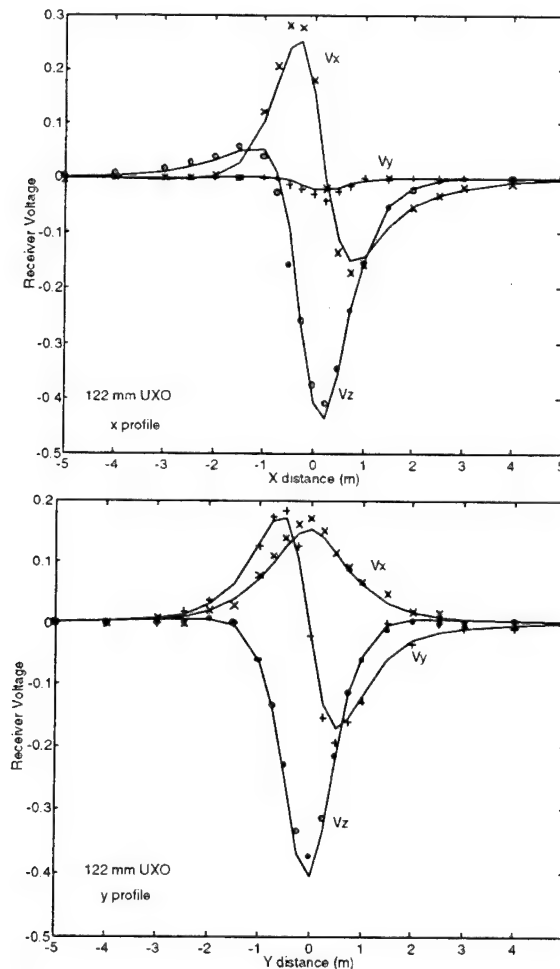 0.3
0.2
0.1
0
-0.1
-0.2
-0.3
-0.4
-0.5
Receiver Voltage
Vx
Vy
Vz
122 mm UXO
x profile
-5 -4 -3 -2 -1 0 1 2 3 4 5
X distance (m)
0.2
0.1
0
-0.1
-0.2
-0.3
-0.4
-0.5
Receiver Voltage
Vx
Vy
Vz
122 mm UXO
y profile
-5 -4 -3 -2 -1 0 1 2 3 4 5
Y distance (m)